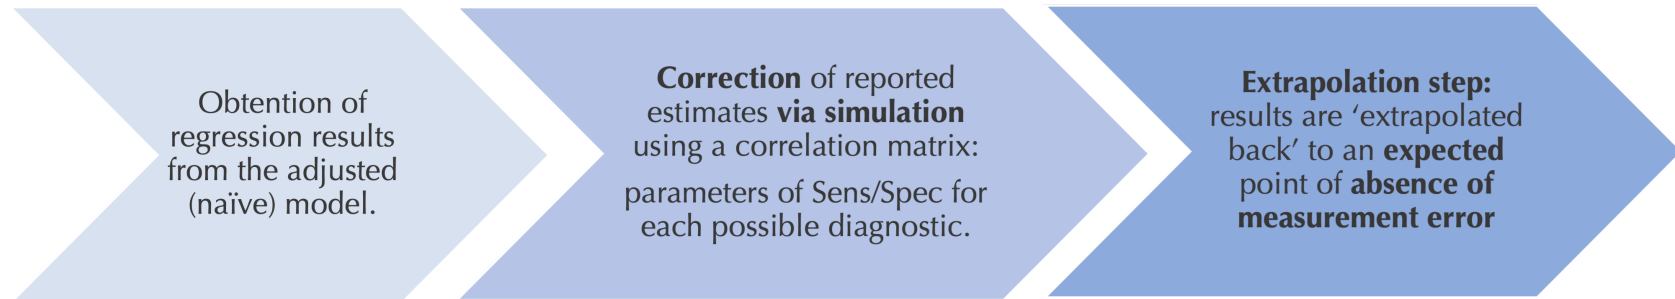 Obtention of
regression results
from the adjusted
(naïve) model.
Correction of reported
estimates via simulation
using a correlation matrix:
parameters of Sens/Spec for
each possible diagnostic.
Extrapolation step:
results are ‘extrapolated
back’ to an expected
point of absence of
measurement error